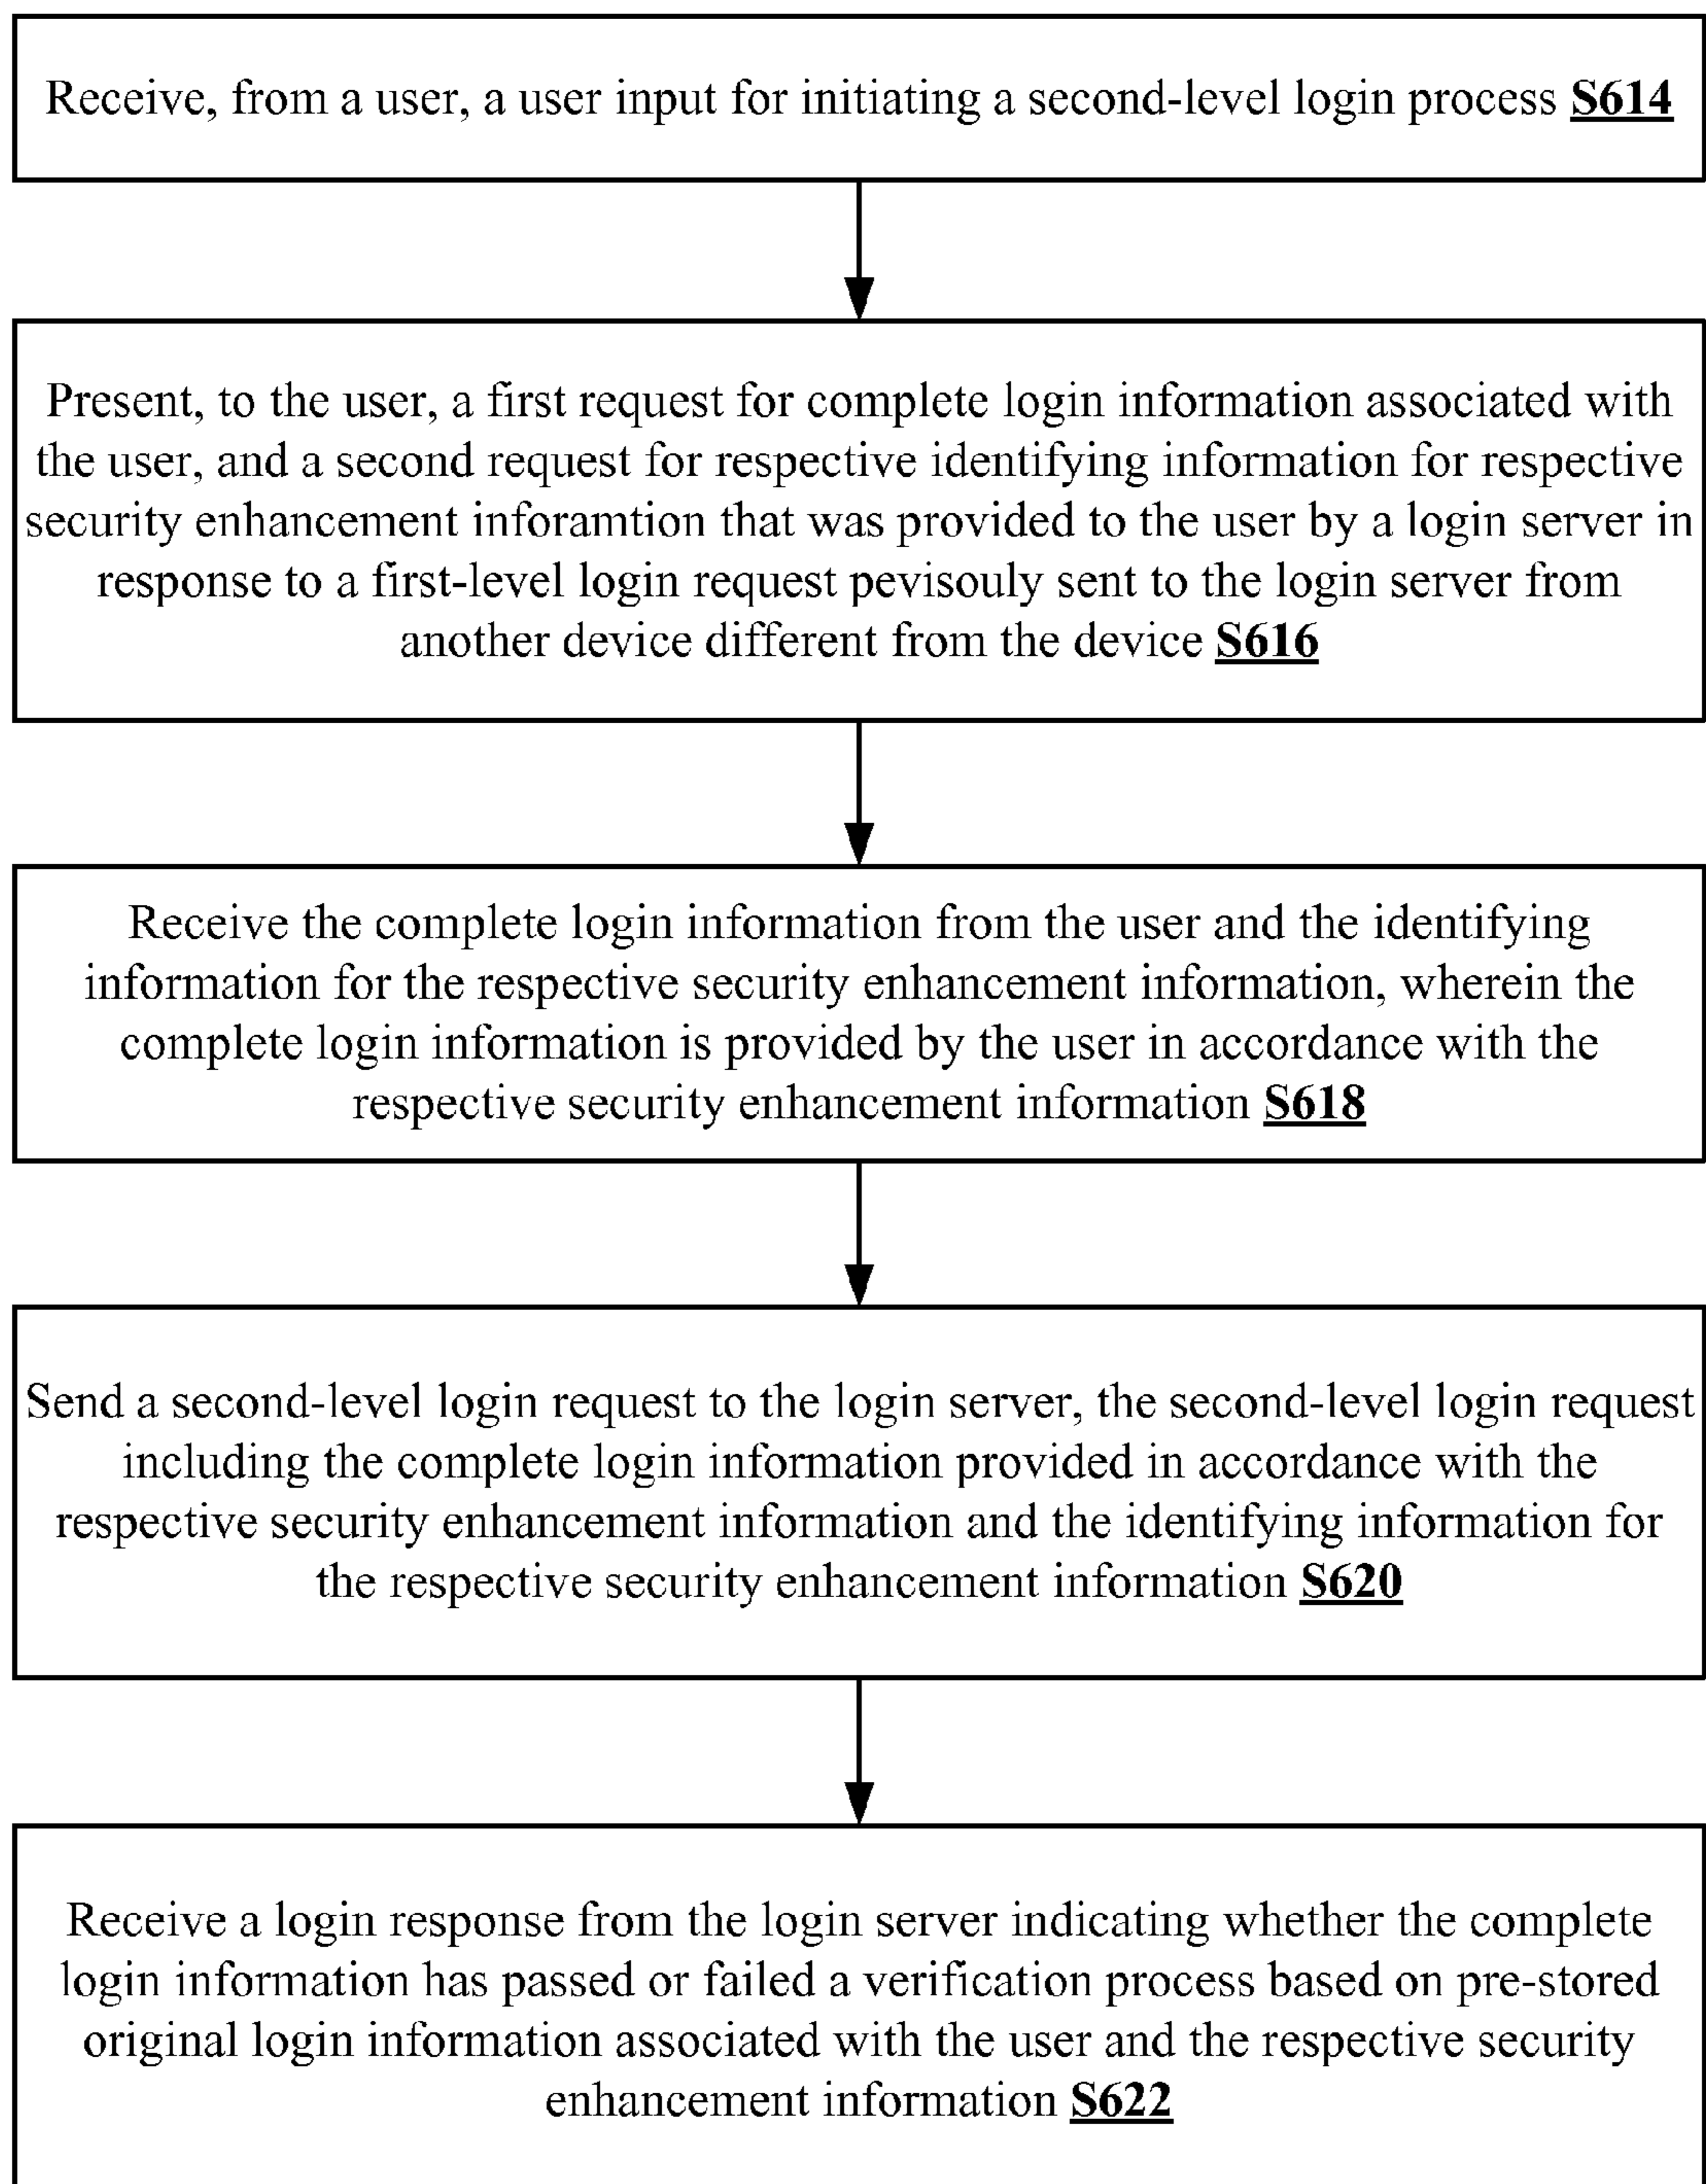 Receive, from a user, a user input for initiating a second-level login process S614
Present, to the user, a first request for complete login information associated with
the user, and a second request for respective identifying information for respective
security enhancement inforamtion that was provided to the user by a login server in
response to a first-level login request pevisouly sent to the login server from
another device different from the device S616
Receive the complete login information from the user and the identifying
information for the respective security enhancement information, wherein the
complete login information is provided by the user in accordance with the
respective security enhancement information S618
Send a second-level login request to the login server, the second-level login request
including the complete login information provided in accordance with the
respective security enhancement information and the identifying information for
the respective security enhancement information S620
Receive a login response from the login server indicating whether the complete
login information has passed or failed a verification process based on pre-stored
original login information associated with the user and the respective security
enhancement information S622